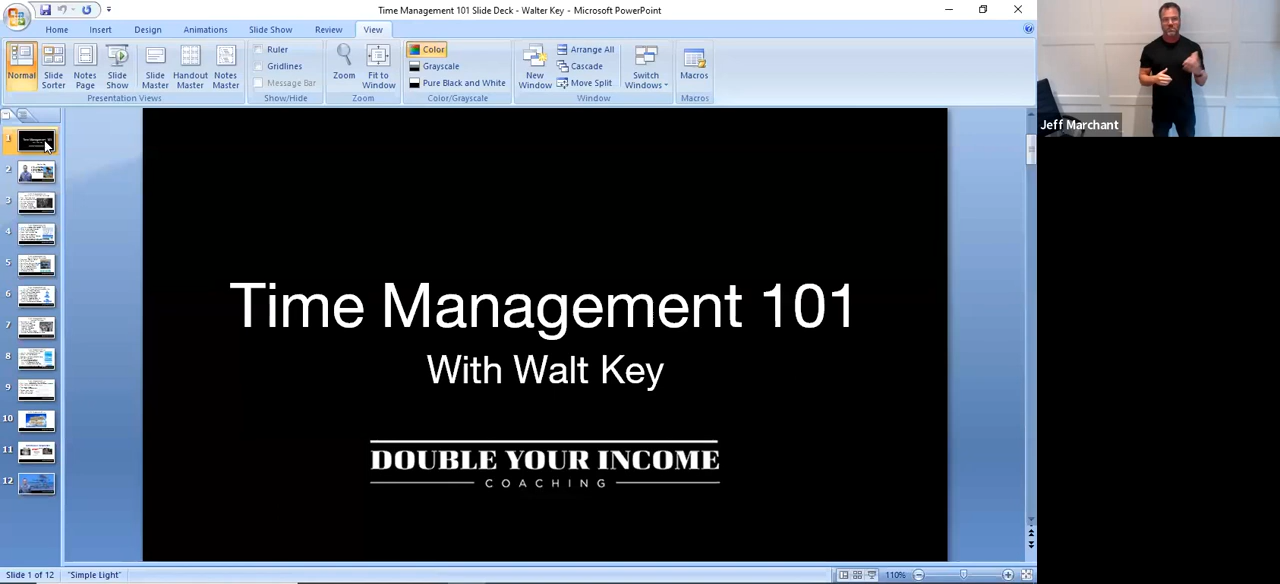 Time Management 101 Slide Deck - Walter Key - Microsoft PowerPoint
Home Insert Design Animations Slide Show Review View
Normal
Slide Sorter
Notes Page
Slide Show
Slide Master
Handout Master
Notes Master
Presentation Views
Ruler
Gridlines
Message Bar
Show/Hide
Zoom
Fit to Window
Zoom
Color
Grayscale
Pure Black and White
Color/Grayscale
New Window
Arrange All
Cascade
Move Split
Switch Windows
Window
Macros
Macros
Jeff Marchant
1
2
3
4
5
6
7
8
9
10
11
12
Time Management 101
With Walt Key
DOUBLE YOUR INCOME
COACHING
Slide 1 of 12 "Simple Light" 110%